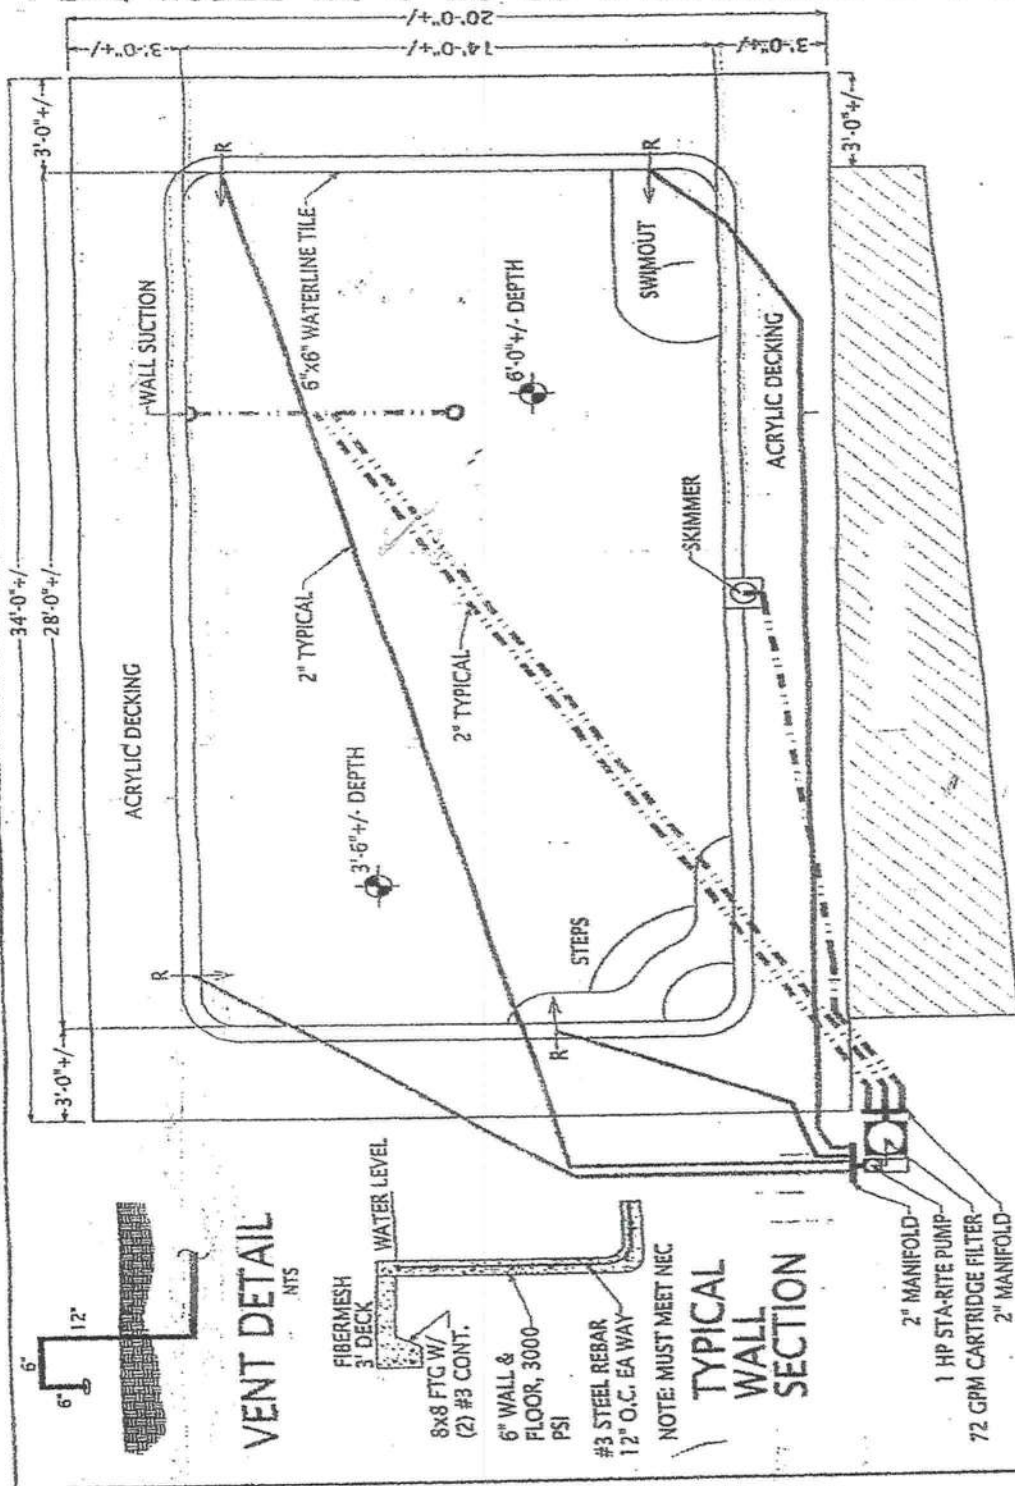 34'-0"+/-
28'-0"+/-
3'-0"+/-
3'-0"+/-
20'-0"+/-
3'-0"+/-
14'-0"+/-
3'-0"+/-
3'-0"+/-
ACRYLIC DECKING
WALL SUCTION
R
R
6"x6" WATERLINE TILE
2" TYPICAL
3'-6"+/- DEPTH
6'-0"+/- DEPTH
2" TYPICAL
SWIMOUT
R
R
STEPS
SKIMMER
ACRYLIC DECKING
6"
6"
12"
VENT DETAIL
NTS
FIBERMESH
3' DECK
WATER LEVEL
8x8 FTG W/
(2) #3 CONT.
6" WALL &
FLOOR, 3000
PSI
#3 STEEL REBAR
12" O.C. EA WAY
NOTE: MUST MEET NEC
TYPICAL
WALL
SECTION
2" MANIFOLD
1 HP STA-RITE PUMP
72 GPM CARTRIDGE FILTER
2" MANIFOLD